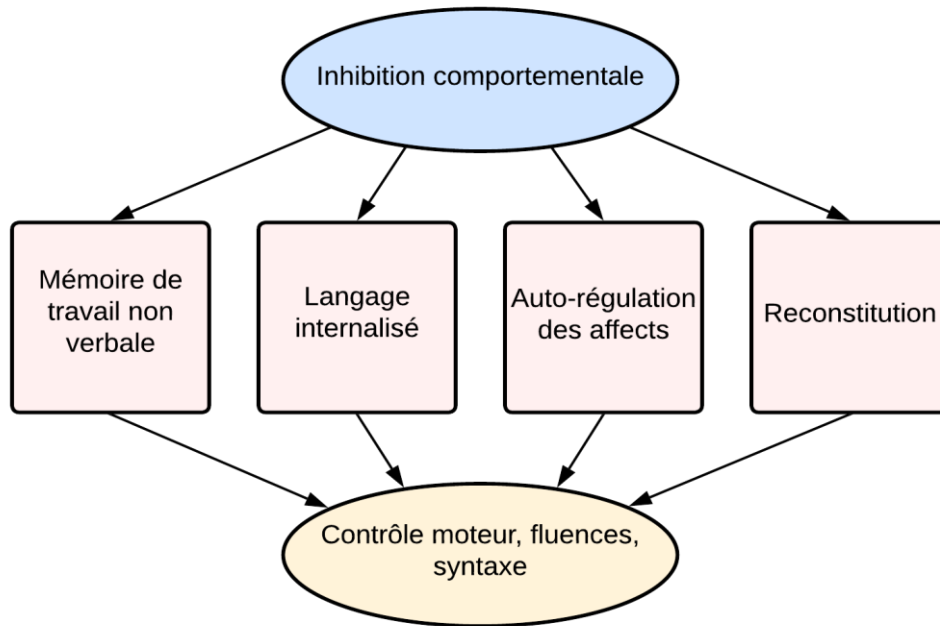 Inhibition comportementale
Mémoire de
travail non
verbale
Langage
internalisé
Auto-régulation
des affects
Reconstitution
Contrôle moteur, fluences,
syntaxe